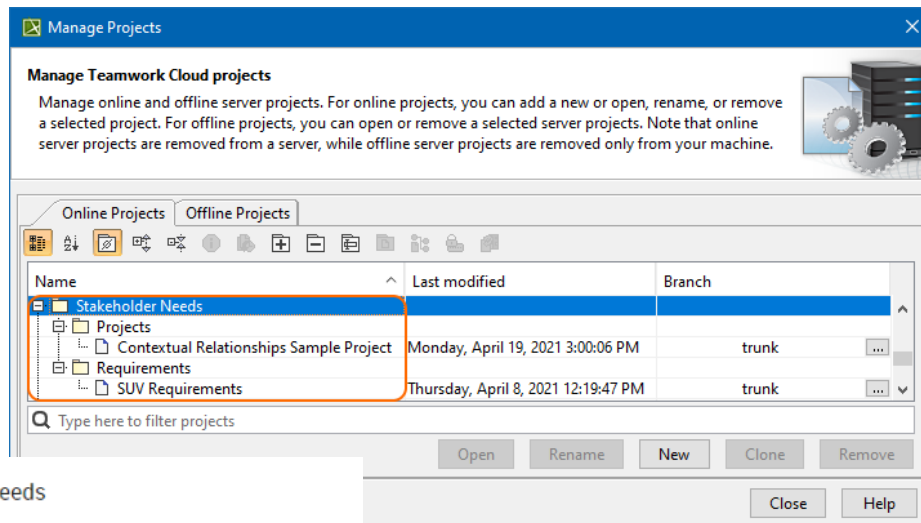 Manage Projects
Manage Teamwork Cloud projects
Manage online and offline server projects. For online projects, you can add a new or open, rename, or remove
a selected project. For offline projects, you can open or remove a selected server projects. Note that online
server projects are removed from a server, while offline server projects are removed only from your machine.
Online Projects Offline Projects
Name Last modified Branch
Stakeholder Needs
Projects
Contextual Relationships Sample Project Monday, April 19, 2021 3:00:06 PM trunk ...
Requirements
SUV Requirements Thursday, April 8, 2021 12:19:47 PM trunk ...
Type here to filter projects
Open Rename New Clone Remove
eeds
Close Help